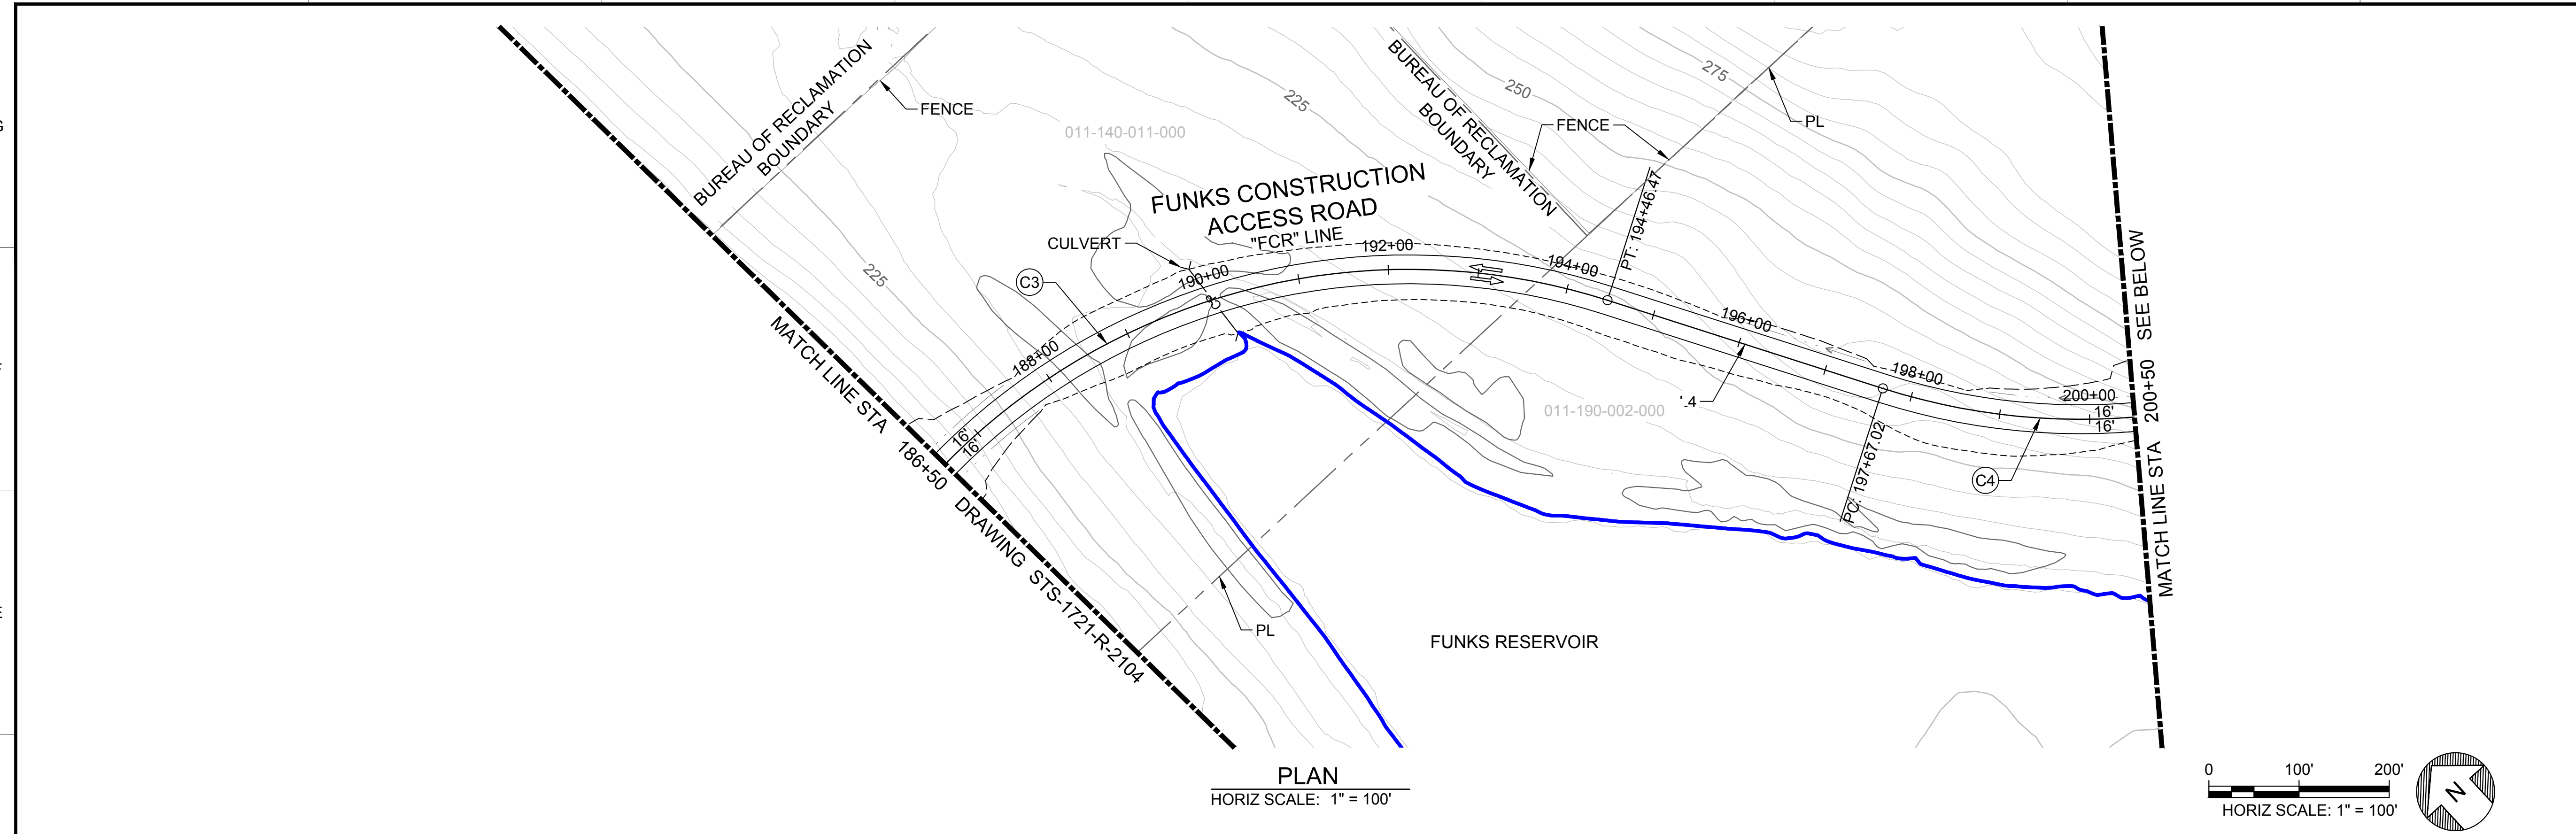 BUREAU OF RECLAMATION
BOUNDARY
FENCE
011-140-011-000
225
BUREAU OF RECLAMATION
BOUNDARY
250
275
FENCE
PL
FUNKS CONSTRUCTION
ACCESS ROAD
"FCR" LINE
CULVERT
C3
225
188+00
190+00
192+00
194+00
PT: 194+46.47
196+00
198+00
200+00
16'
16'
16'
16'
011-190-002-000
PC: 197+67.02
C4
MATCH LINE STA 186+50 DRAWING STS-1721-R-2104
MATCH LINE STA 200+50 SEE BELOW
PL
FUNKS RESERVOIR
PLAN
HORIZ SCALE: 1" = 100'
0 100' 200'
HORIZ SCALE: 1" = 100'
N